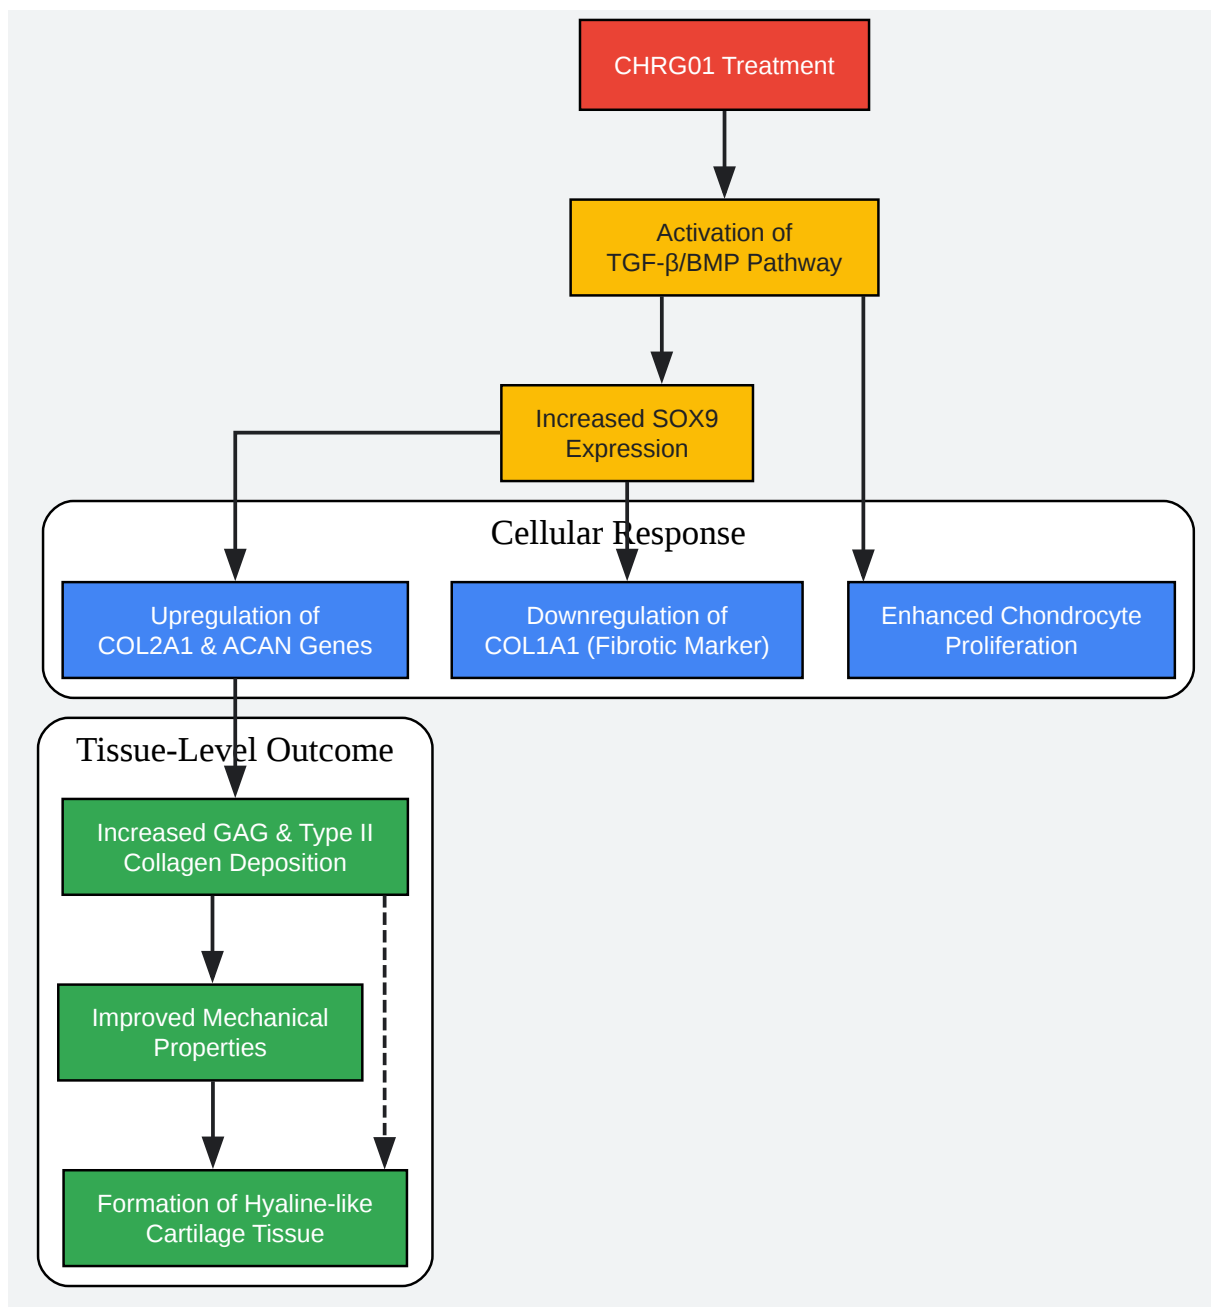 CHRG01 Treatment
Activation of
TGF-β/BMP Pathway
Increased SOX9
Expression
Cellular Response
Upregulation of
COL2A1 & ACAN Genes
Downregulation of
COL1A1 (Fibrotic Marker)
Enhanced Chondrocyte
Proliferation
Tissue-Level Outcome
Increased GAG & Type II
Collagen Deposition
Improved Mechanical
Properties
Formation of Hyaline-like
Cartilage Tissue